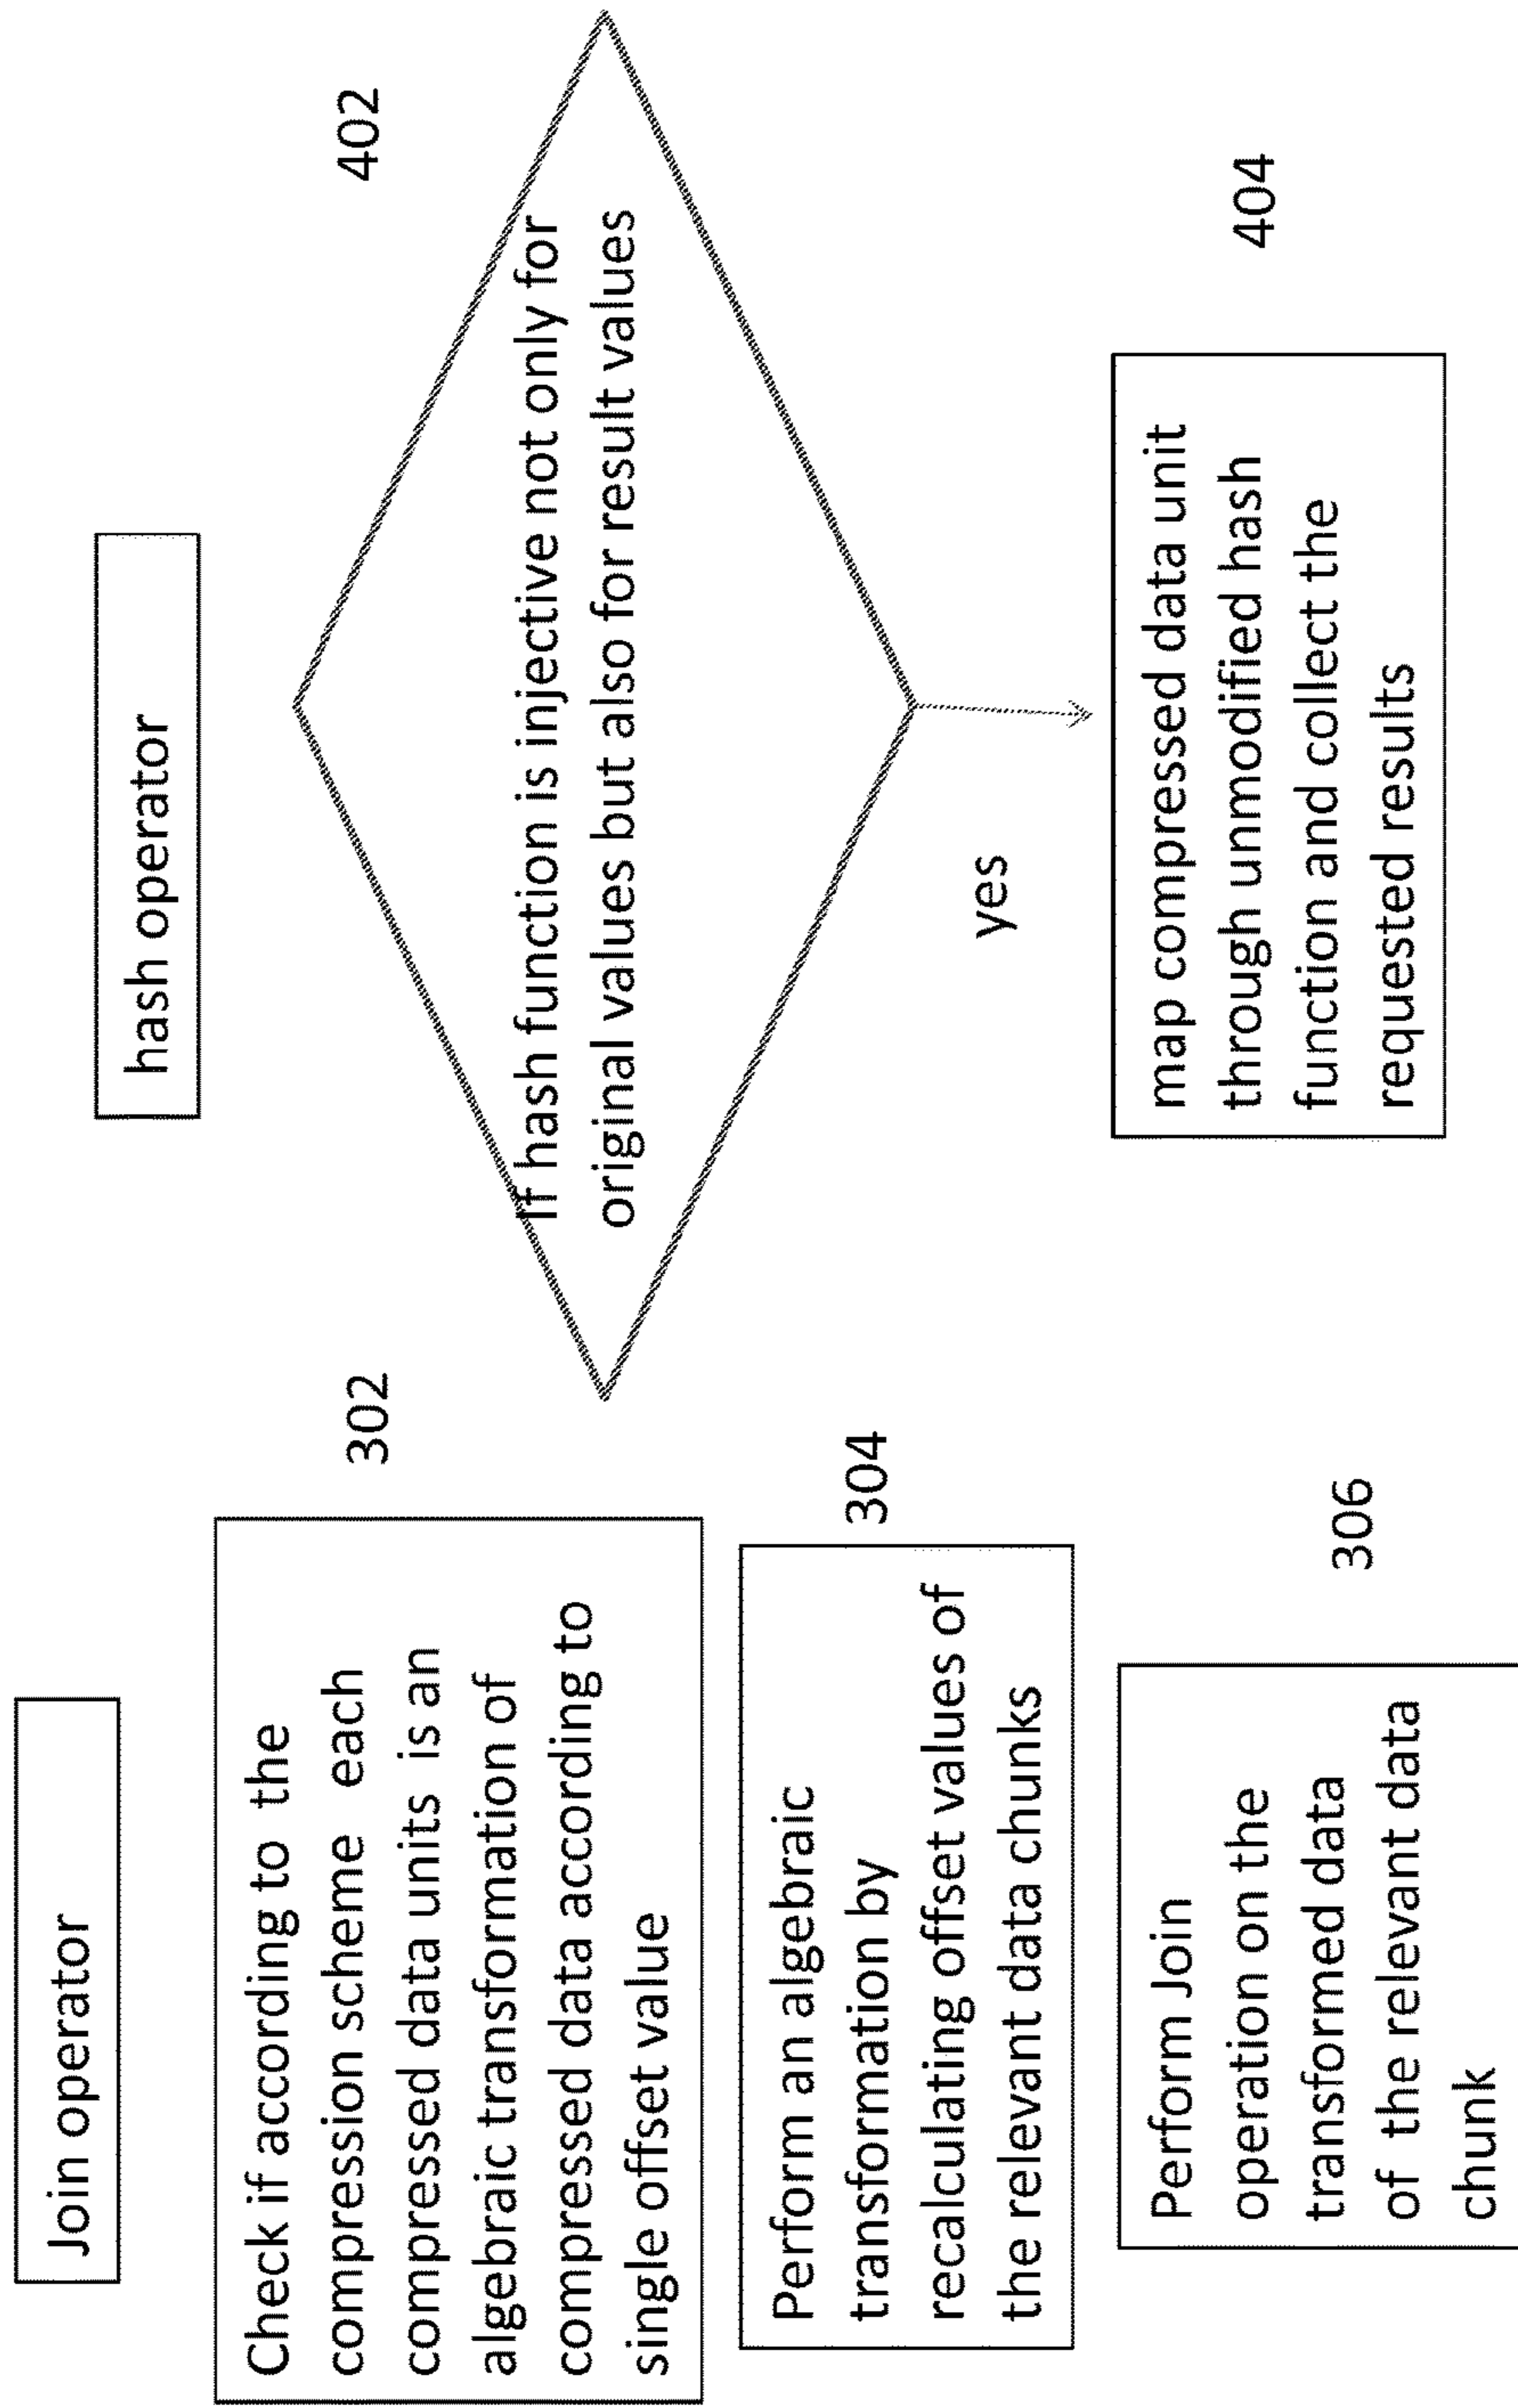 Join operator
Check if according to the
compression scheme each
compressed data units is an
algebraic transformation of
compressed data according to
single offset value
302
Perform an algebraic
transformation by
recalculating offset values of
the relevant data chunks
304
Perform Join
operation on the
transformed data
of the relevant data
chunk
306
hash operator
If hash function is injective not only for
original values but also for result values
402
yes
map compressed data unit
through unmodified hash
function and collect the
requested results
404